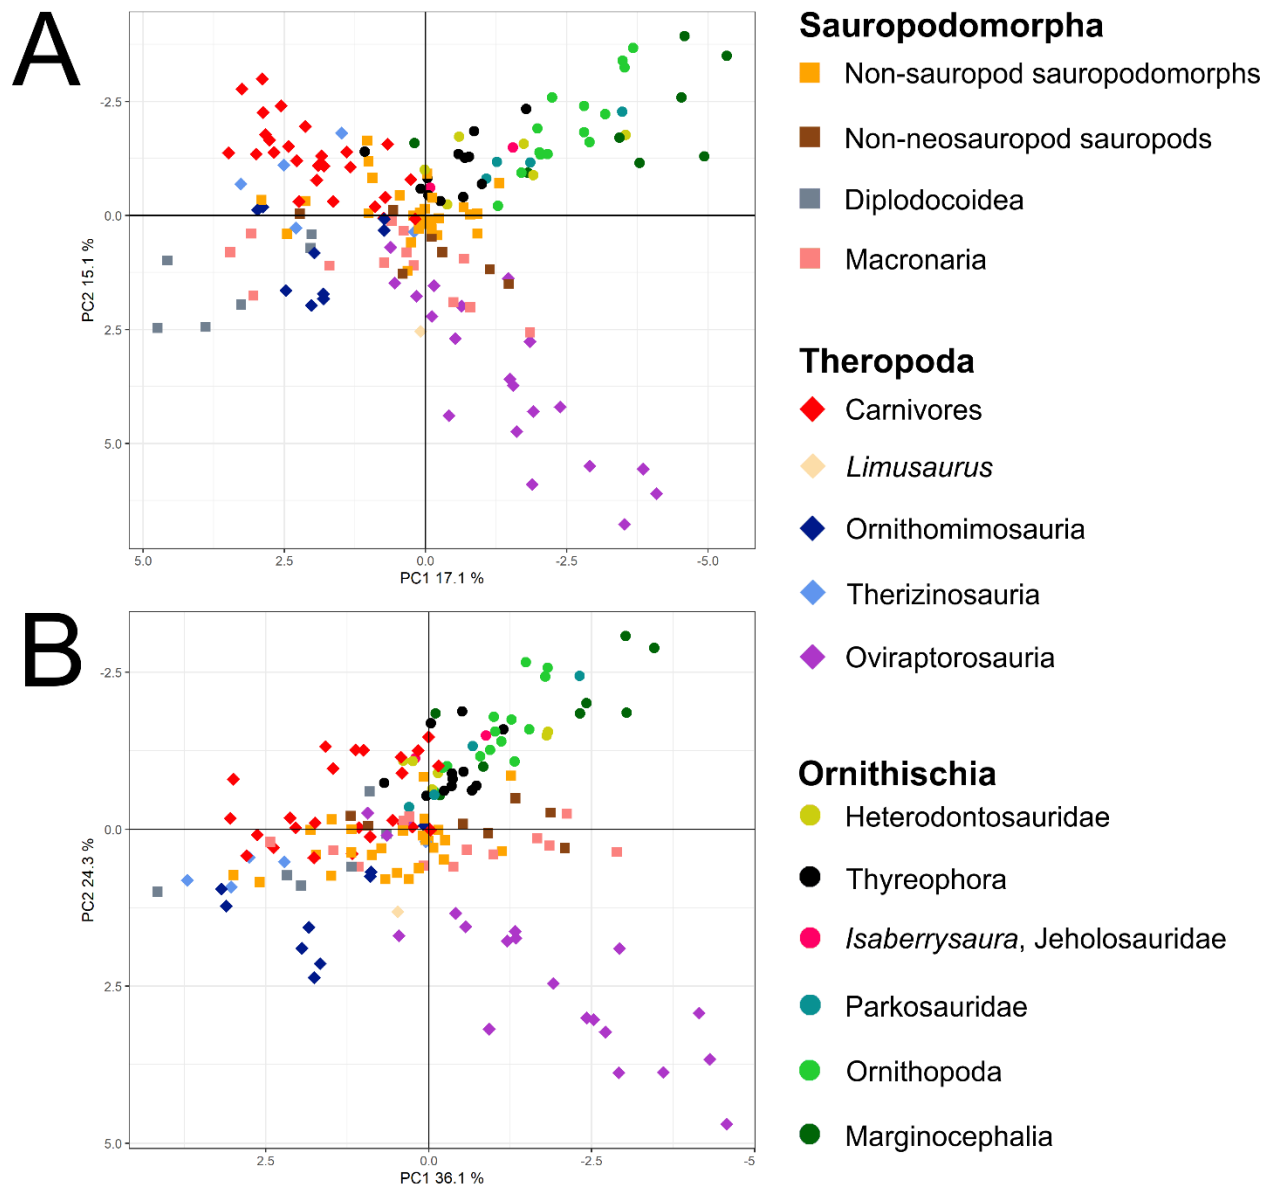 A
-2.5
0.0
2.5
5.0
PC2 15.1 %
5.0
2.5
0.0
-2.5
-5.0
PC1 17.1 %
B
-2.5
0.0
2.5
5.0
PC2 24.3 %
2.5
0.0
-2.5
-5
PC1 36.1 %
Sauropodomorpha
Non-sauropod sauropodomorphs
Non-neosauropod sauropods
Diplodocoidea
Macronaria
Theropoda
Carnivores
Limusaurus
Ornithomimosauria
Therizinosauria
Oviraptorosauria
Ornithischia
Heterodontosauridae
Thyreophora
Isaberrysaura, Jeholosauridae
Parkosauridae
Ornithopoda
Marginocephalia